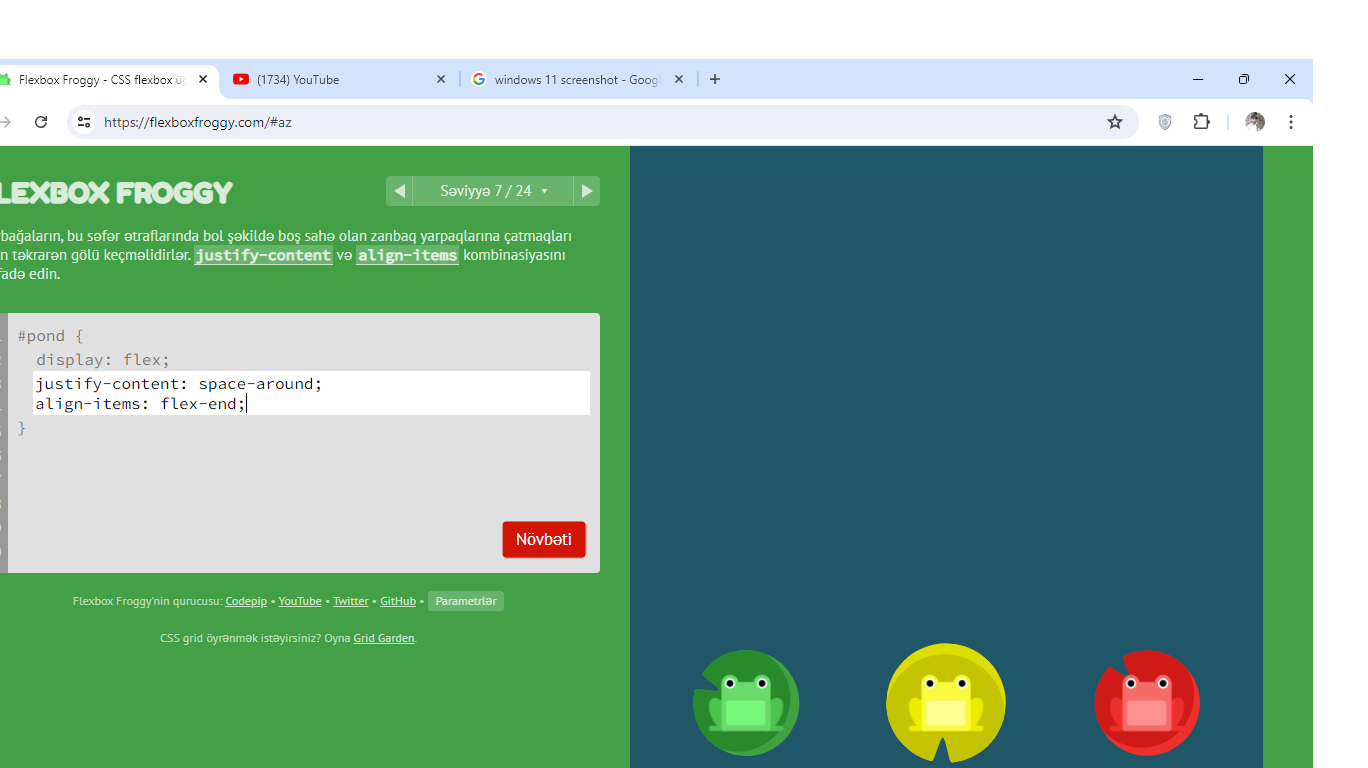 Flexbox Froggy - CSS flexbox üç
(1734) YouTube
windows 11 screenshot - Googl
https://flexboxfroggy.com/#az
LEXBOX FROGGY
Səviyyə 7 / 24
bağaların, bu səfər ətraflarında bol şəkildə boş sahə olan zanbaq yarpaqlarına çatmaqları
n təkrarən gölü keçməlidirlər. justify-content və align-items kombinasiyasını
fadə edin.
#pond {
display: flex;
justify-content: space-around;
align-items: flex-end;
}
Növbəti
Flexbox Froggy'nin qurucusu: Codepip • YouTube • Twitter • GitHub • Parametrlər
CSS grid öyrənmək istəyirsiniz? Oyna Grid Garden.